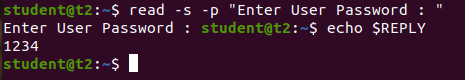 student@t2:~$ read -s -p "Enter User Password : "
Enter User Password : student@t2:~$ echo $REPLY
1234
student@t2:~$